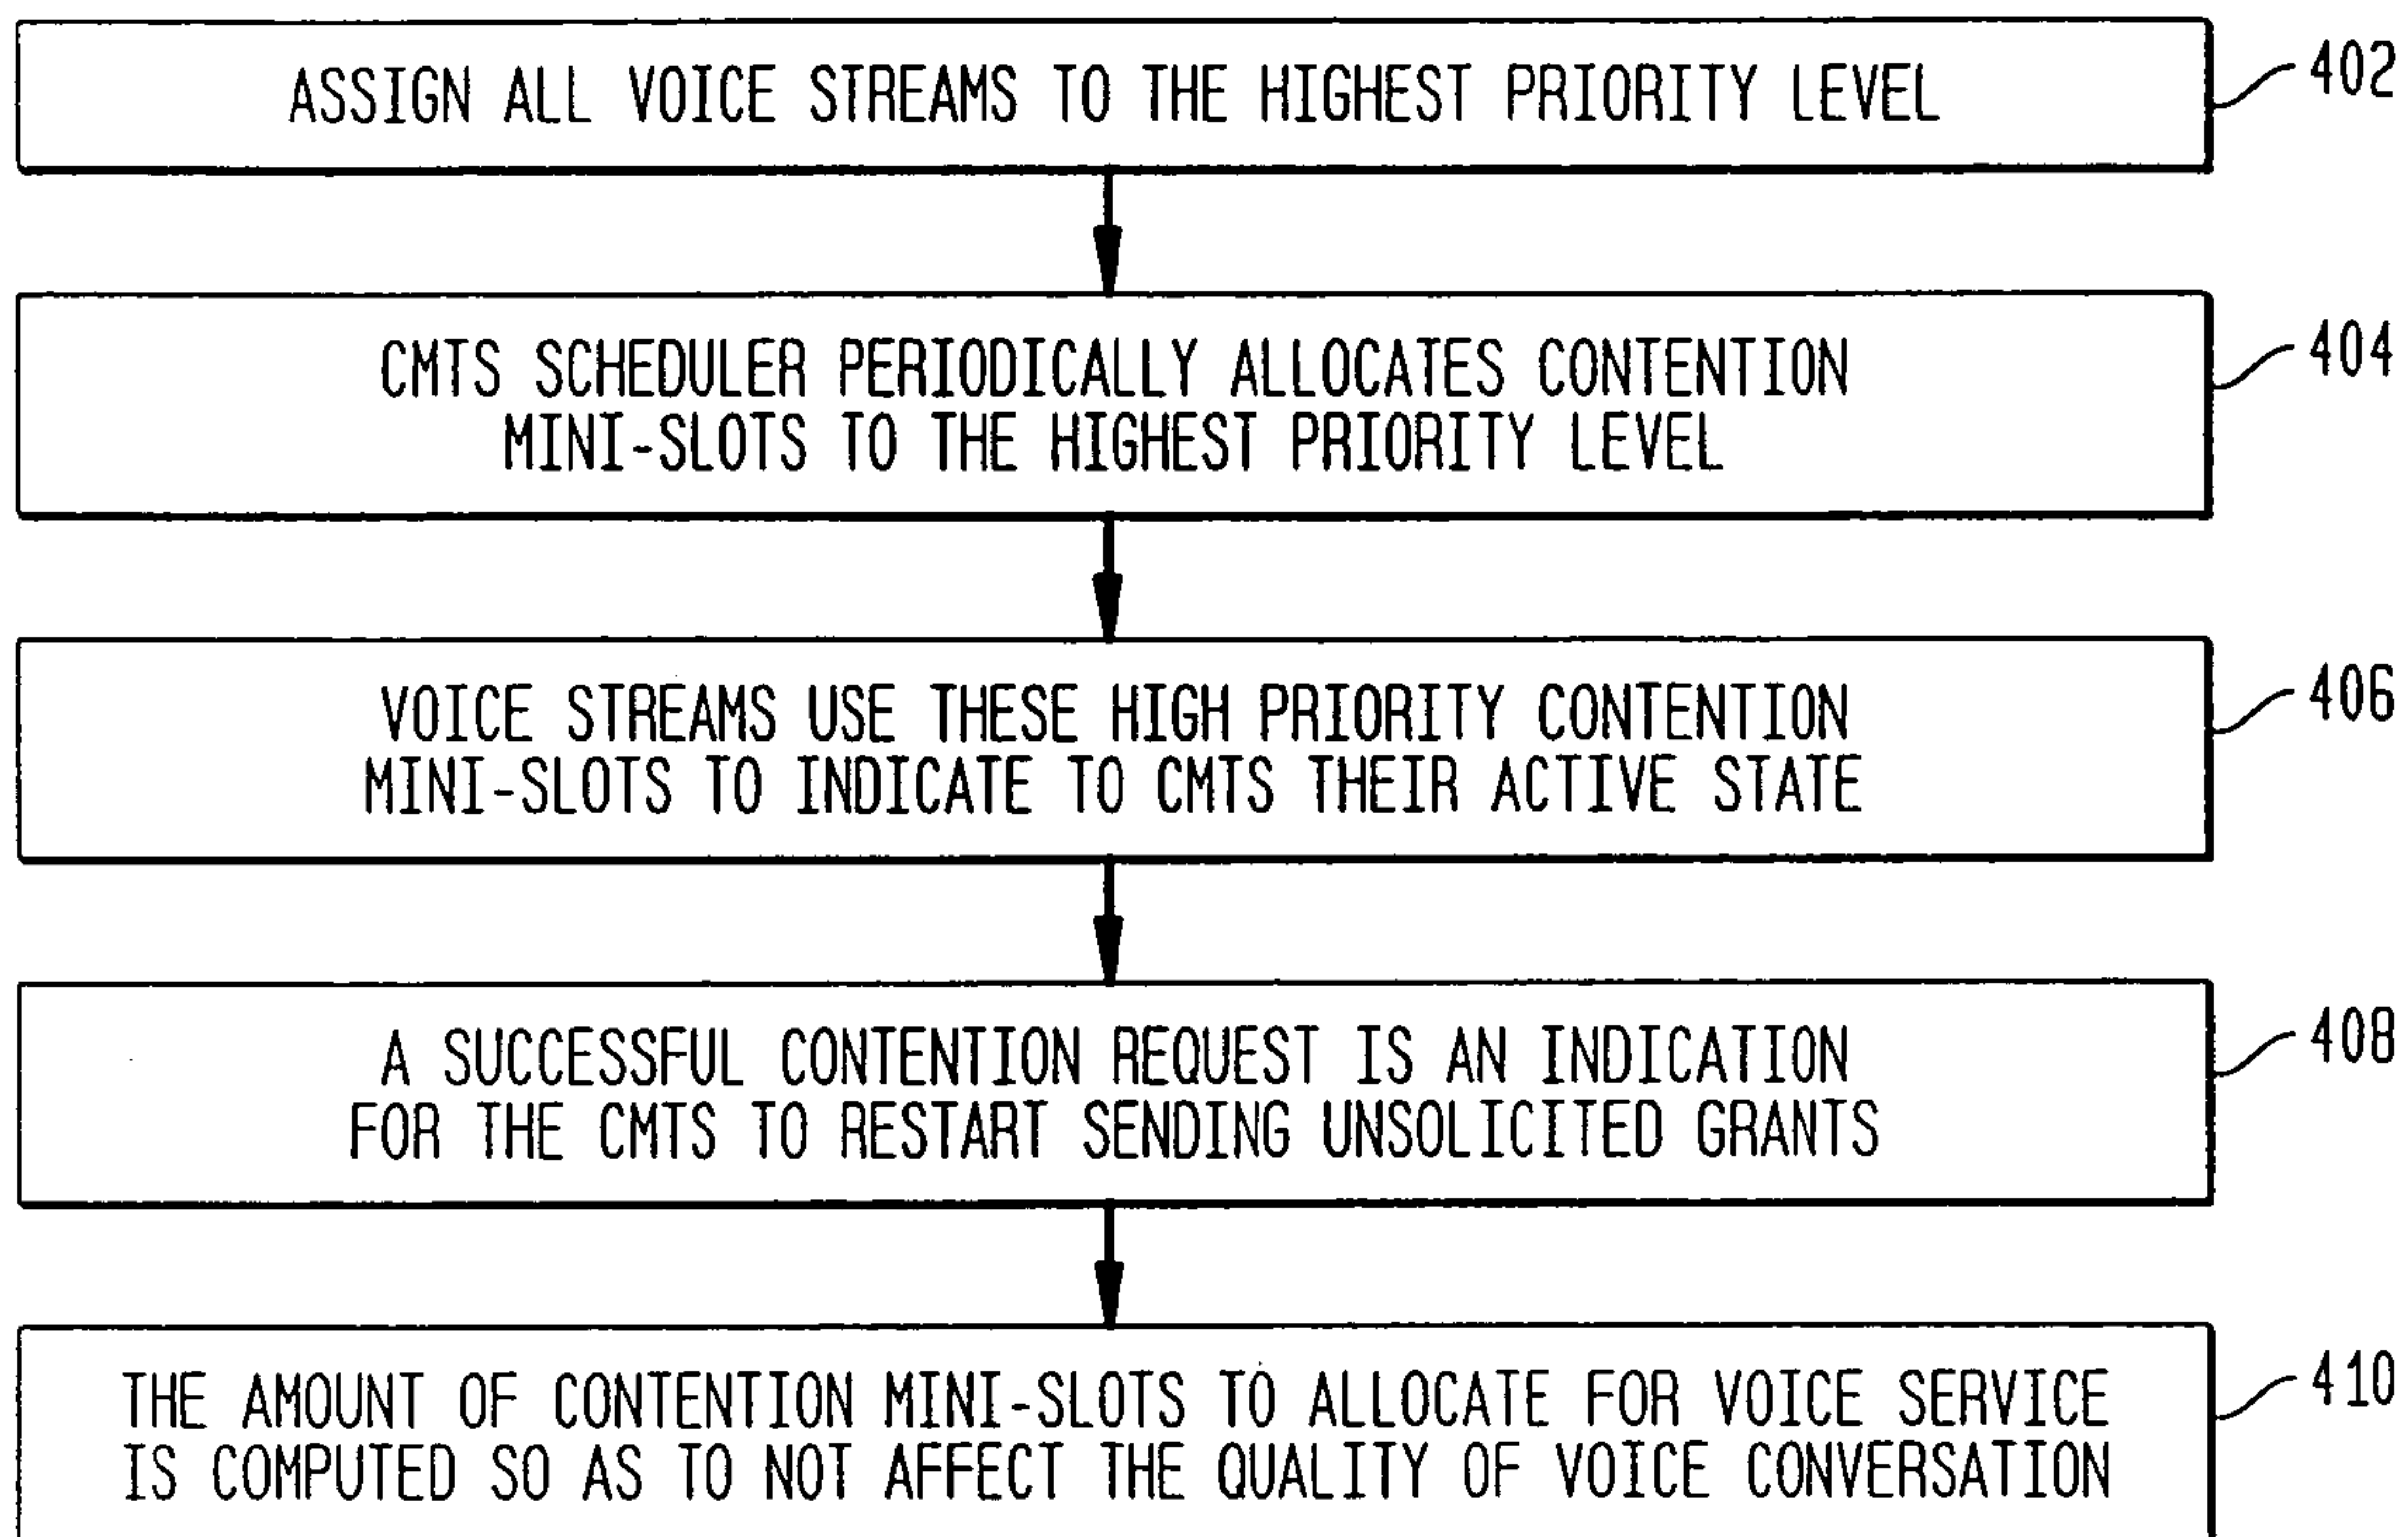 ASSIGN ALL VOICE STREAMS TO THE HIGHEST PRIORITY LEVEL
402
CMTS SCHEDULER PERIODICALLY ALLOCATES CONTENTION
MINI-SLOTS TO THE HIGHEST PRIORITY LEVEL
404
VOICE STREAMS USE THESE HIGH PRIORITY CONTENTION
MINI-SLOTS TO INDICATE TO CMTS THEIR ACTIVE STATE
406
A SUCCESSFUL CONTENTION REQUEST IS AN INDICATION
FOR THE CMTS TO RESTART SENDING UNSOLICITED GRANTS
408
THE AMOUNT OF CONTENTION MINI-SLOTS TO ALLOCATE FOR VOICE SERVICE
IS COMPUTED SO AS TO NOT AFFECT THE QUALITY OF VOICE CONVERSATION
410